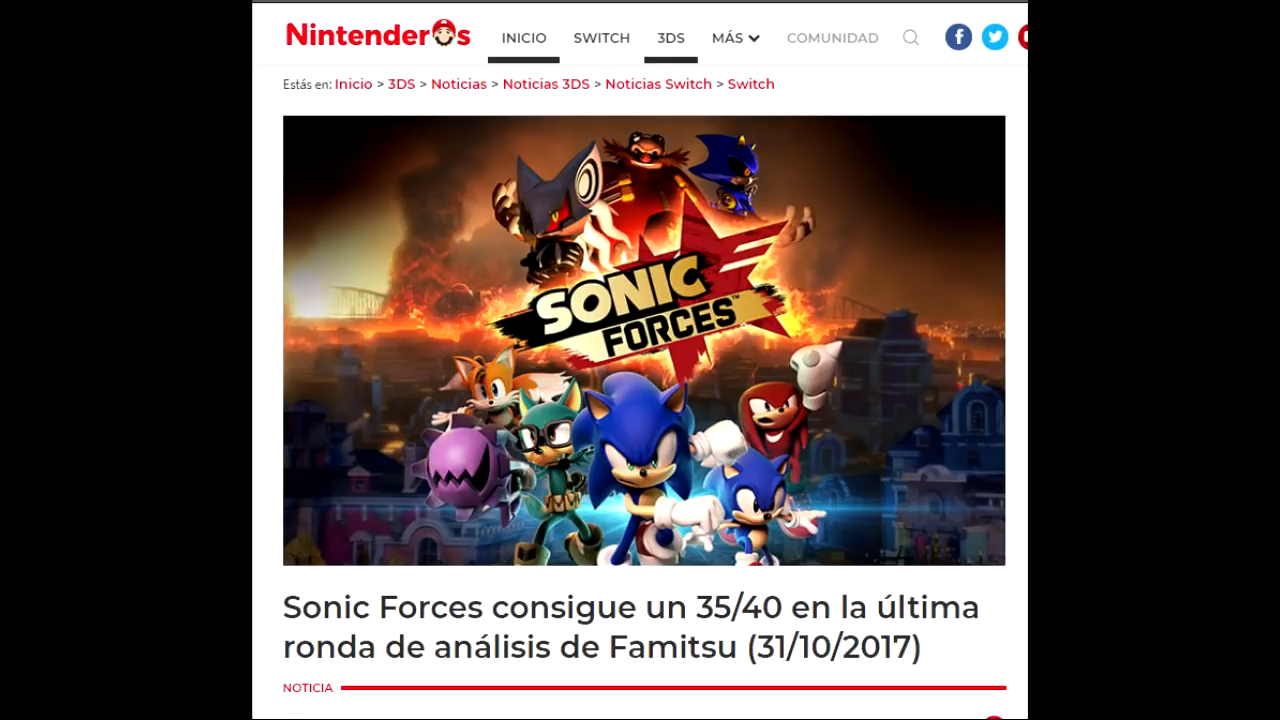 Nintenderos
INICIO SWITCH 3DS MÁS COMUNIDAD
Estás en: Inicio > 3DS > Noticias > Noticias 3DS > Noticias Switch > Switch
SONIC
FORCES™
Sonic Forces consigue un 35/40 en la última
ronda de análisis de Famitsu (31/10/2017)
NOTICIA